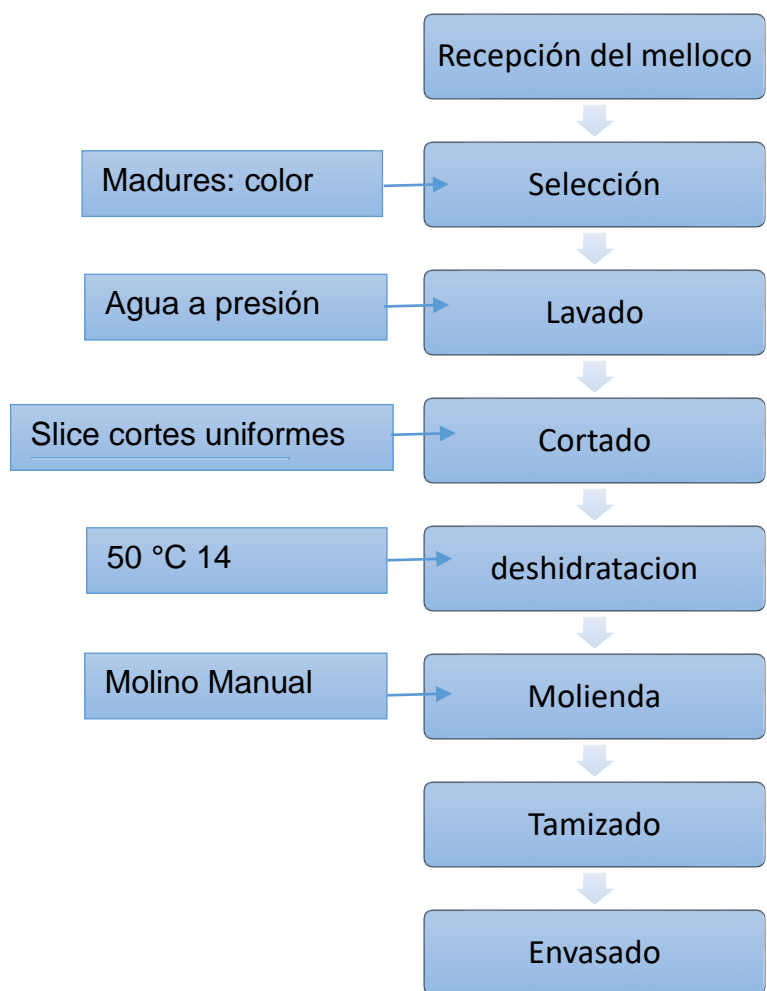 Recepción del melloco
Madures: color
Selección
Agua a presión
Lavado
Slice cortes uniformes
Cortado
50 °C 14
deshidratacion
Molino Manual
Molienda
Tamizado
Envasado